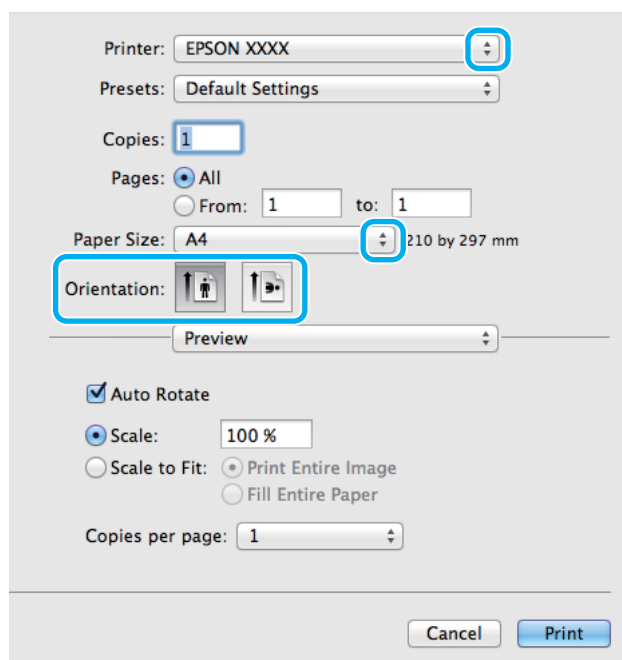 Printer: EPSON XXXX
Presets: Default Settings
Copies: 1
Pages: All
From: 1 to: 1
Paper Size: A4 210 by 297 mm
Orientation:
Preview
Auto Rotate
Scale: 100 %
Scale to Fit: Print Entire Image
Fill Entire Paper
Copies per page: 1
Cancel Print